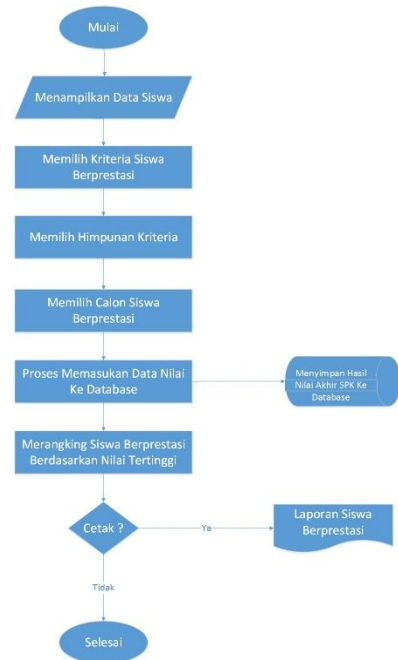 Mulai
Menampilkan Data Siswa
Memilih Kriteria Siswa
Berprestasi
Memilih Himpunan Kriteria
Memilih Calon Siswa
Berprestasi
Proses Memasukan Data Nilai
Ke Database
Menyimpan Hasil
Nilai Akhir SPK Ke
Database
Merangking Siswa Berprestasi
Berdasarkan Nilai Tertinggi
Cetak ?
Ya
Laporan Siswa
Berprestasi
Tidak
Selesai